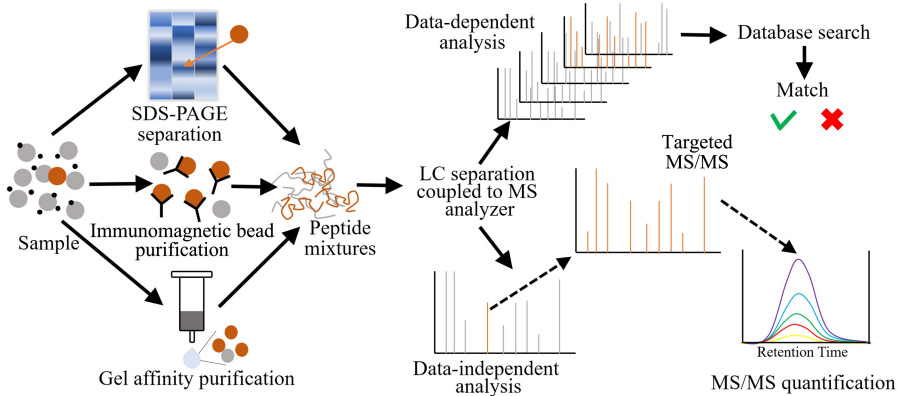 Data-dependent
analysis
Database search
Match
SDS-PAGE
separation
Targeted
MS/MS
LC separation
coupled to MS
analyzer
Sample
Immunomagnetic bead
purification
Peptide
mixtures
Retention Time
Gel affinity purification
Data-independent
analysis
MS/MS quantification